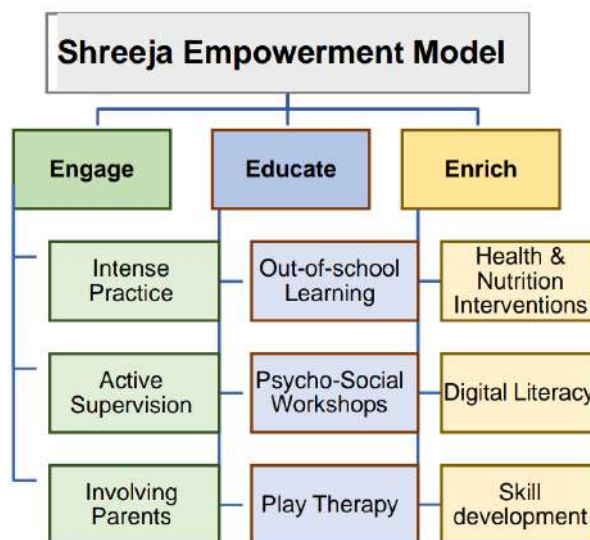 Shreeja Empowerment Model
Engage
Educate
Enrich
Intense
Practice
Out-of-school
Learning
Health &
Nutrition
Interventions
Active
Supervision
Psycho-Social
Workshops
Digital Literacy
Involving
Parents
Play Therapy
Skill
development